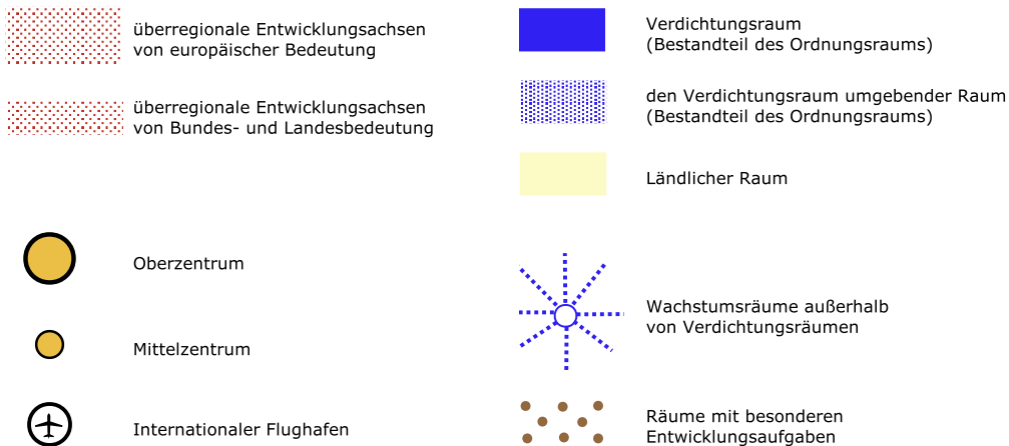 überregionale Entwicklungsachsen
von europäischer Bedeutung
überregionale Entwicklungsachsen
von Bundes- und Landesbedeutung
Oberzentrum
Mittelzentrum
Internationaler Flughafen
Verdichtungsraum
(Bestandteil des Ordnungsraums)
den Verdichtungsraum umgebender Raum
(Bestandteil des Ordnungsraums)
Ländlicher Raum
Wachstumsräume außerhalb
von Verdichtungsräumen
Räume mit besonderen
Entwicklungsaufgaben